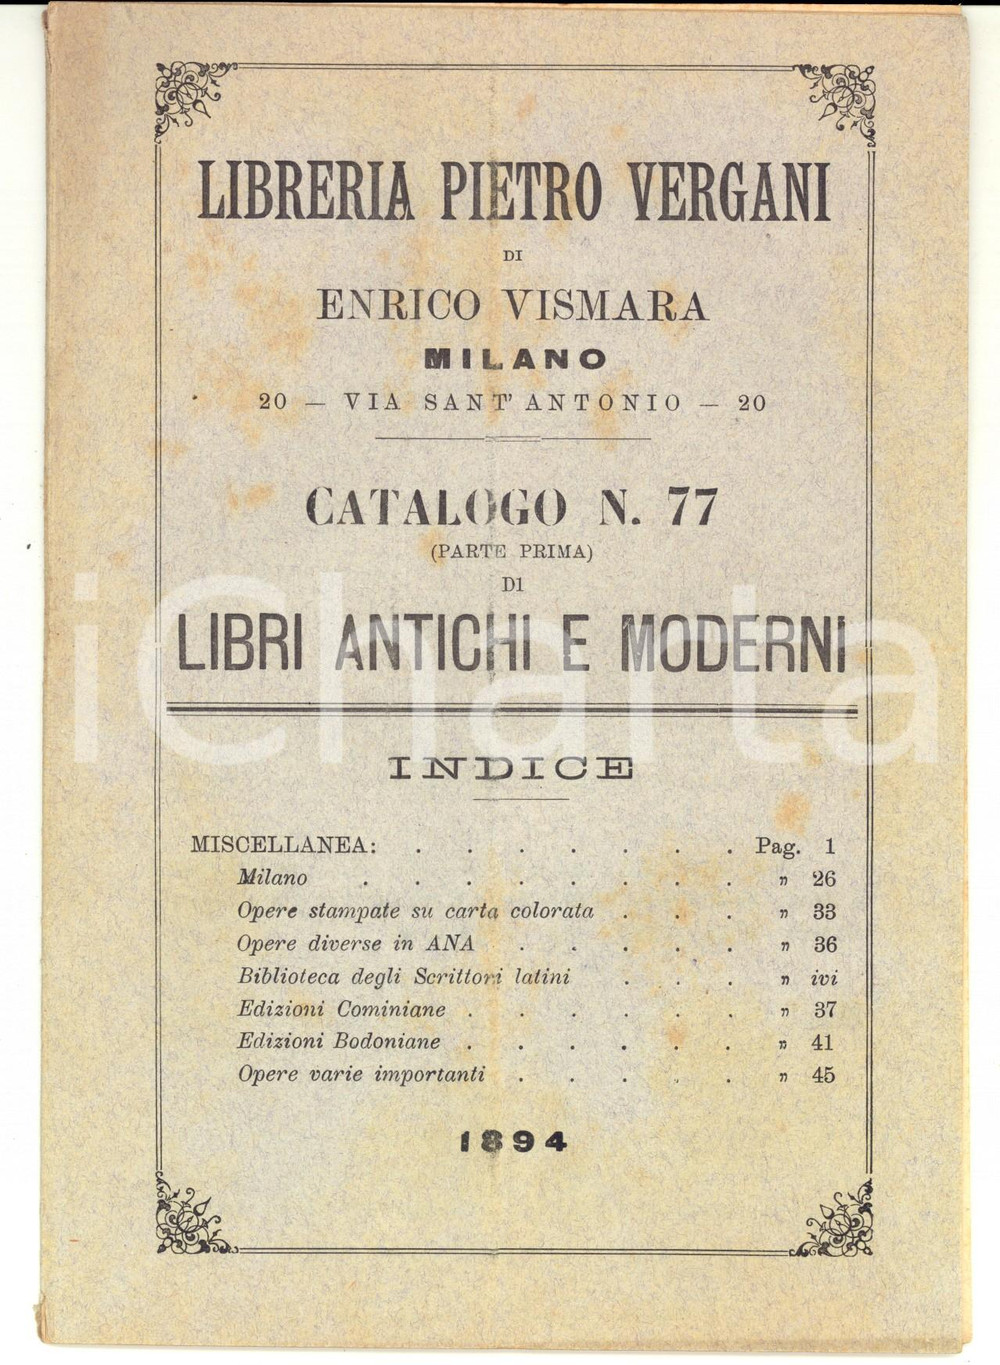 LIBRERIA PIETRO VERGANI
DI
ENRICO VISMARA
MILANO
20 — VIA SANT' ANTONIO — 20
CATALOGO N. 77
(PARTE PRIMA)
DI
LIBRI ANTICHI E MODERNI
iCharta
INDICE
MISCELLANEA: . . . . . . . Pag. 1
Milano . . . . . . . . „ 26
Opere stampate su carta colorata . . . „ 33
Opere diverse in ANA . . . . . „ 36
Biblioteca degli Scrittori latini . . . „ ivi
Edizioni Cominiane . . . . . . „ 37
Edizioni Bodoniane . . . . . . „ 41
Opere varie importanti . . . . . „ 45
1894